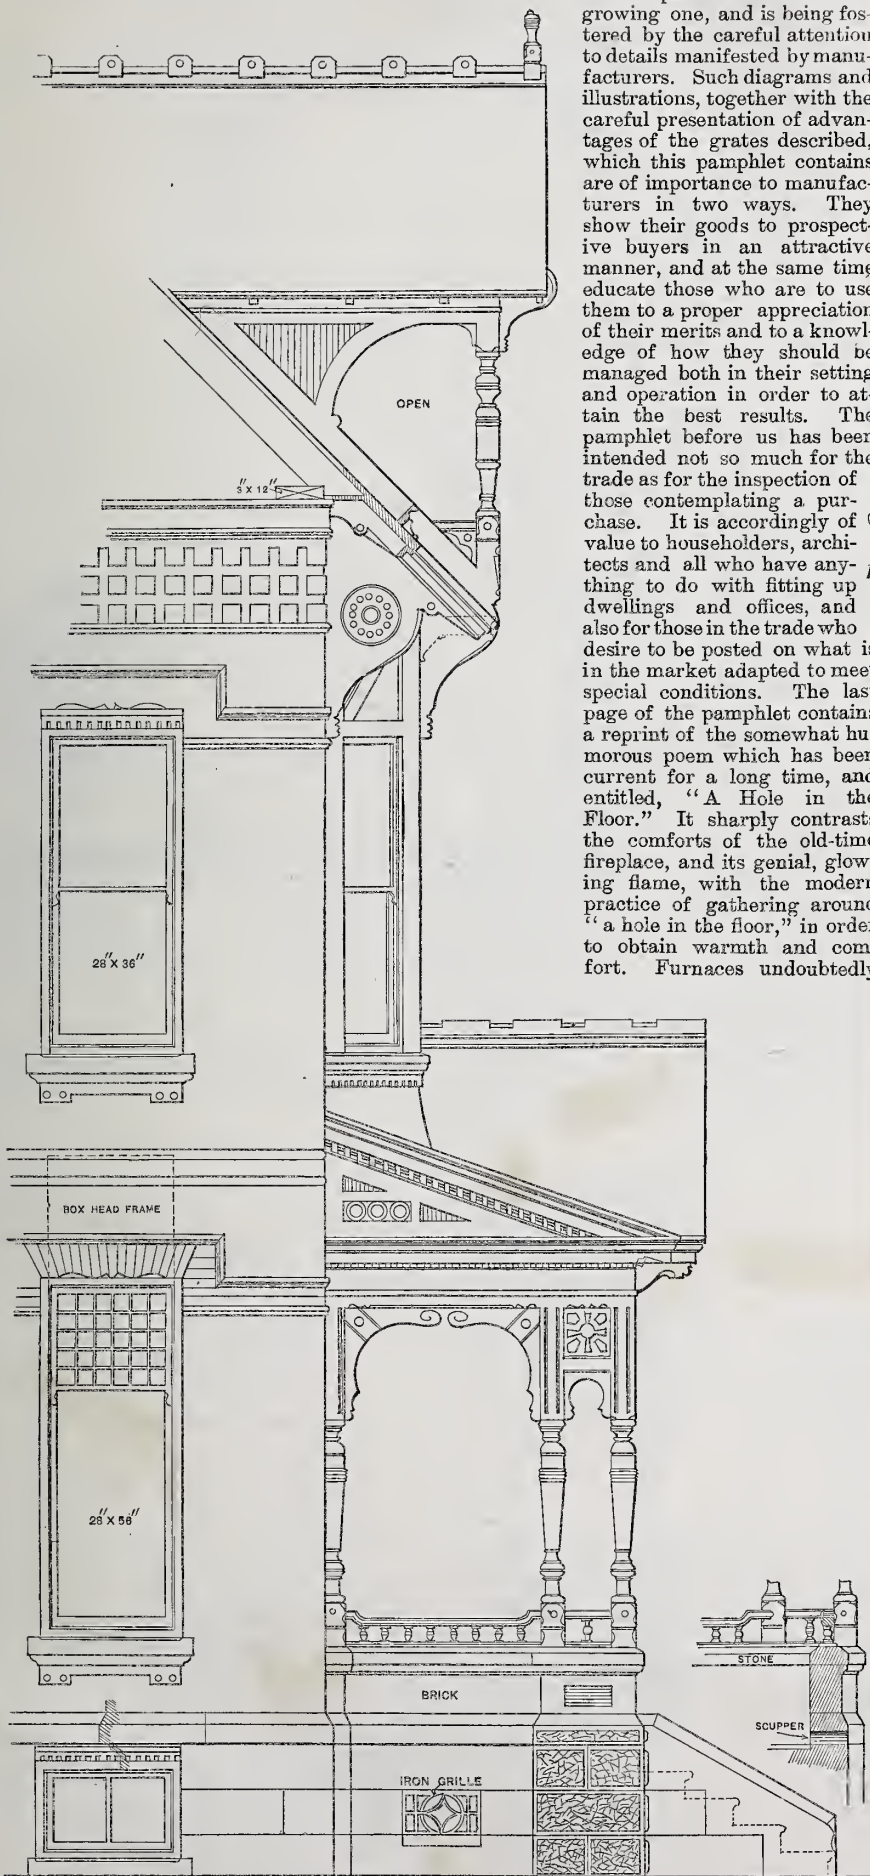 growing one, and is being fos-
tered by the careful attention
to details manifested by manu-
facturers. Such diagrams and
illustrations, together with the
careful presentation of advan-
tages of the grates described,
which this pamphlet contains
are of importance to manufac-
turers in two ways. They
show their goods to prospect-
ive buyers in an attractive
manner, and at the same time
educate those who are to use
them to a proper appreciation
of their merits and to a knowl-
edge of how they should be
managed both in their setting
and operation in order to at-
tain the best results. The
pamphlet before us has been
intended not so much for the
trade as for the inspection of
those contemplating a pur-
chase. It is accordingly of
value to householders, archi-
tects and all who have any-
thing to do with fitting up
dwellings and offices, and
also for those in the trade who
desire to be posted on what is
in the market adapted to meet
special conditions. The last
page of the pamphlet contains
a reprint of the somewhat hu-
morous poem which has been
current for a long time, and
entitled, “A Hole in the
Floor.” It sharply contrasts
the comforts of the old-time
fireplace, and its genial, glow-
ing flame, with the modern
practice of gathering around
“a hole in the floor,” in order
to obtain warmth and com-
fort. Furnaces undoubtedly
OPEN
3" X 12"
28" X 36"
BOX HEAD FRAME
28" X 56"
STONE
BRICK
SCUPPER
IRON GRILLE